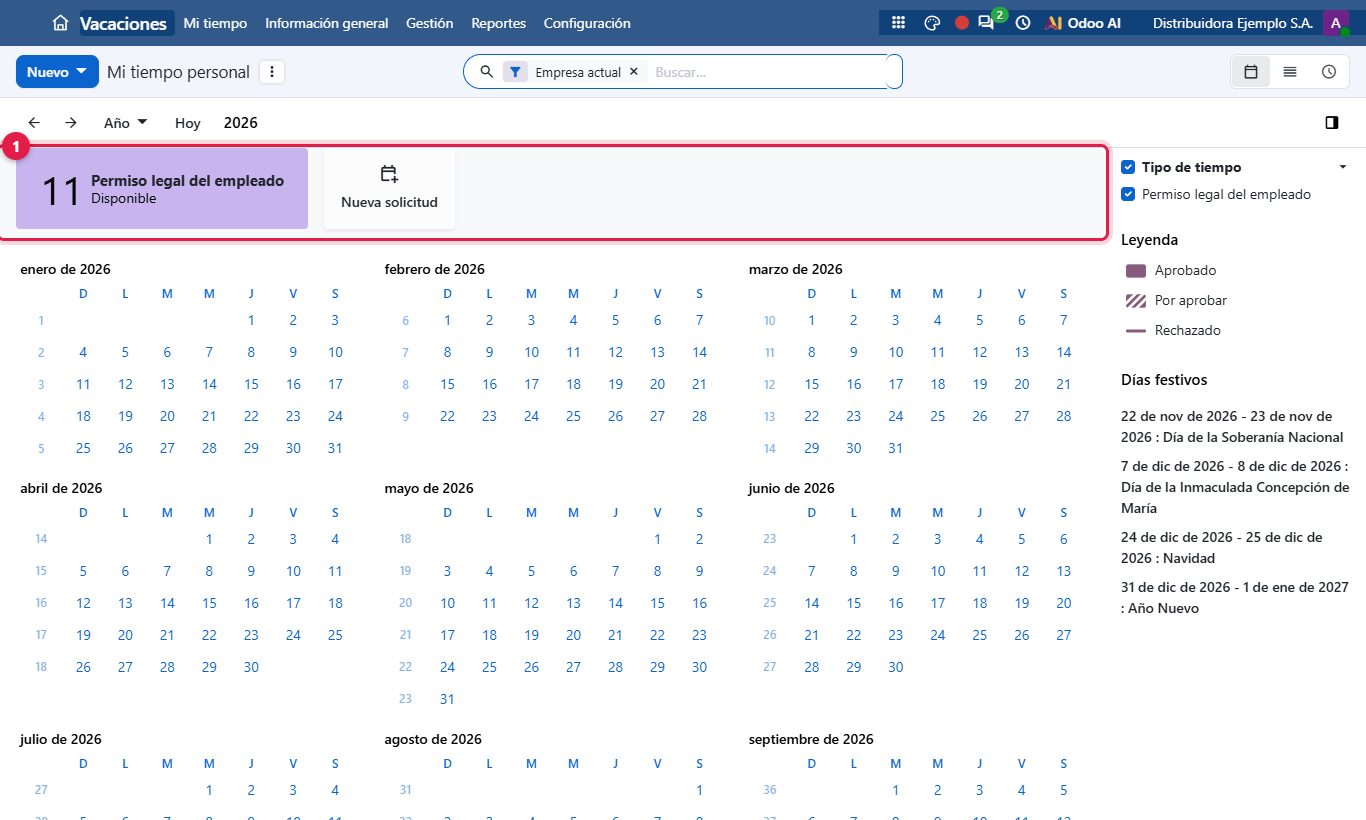 Vacaciones Mi tiempo Información general Gestión Reportes Configuración 2 Odoo AI Distribuidora Ejemplo S.A. A
Nuevo Mi tiempo personal Empresa actual × Buscar...
Año Hoy 2026
1
11 Permiso legal del empleado
Disponible
Nueva solicitud
Tipo de tiempo
Permiso legal del empleado
Leyenda
Aprobado
Por aprobar
Rechazado
Días festivos
22 de nov de 2026 - 23 de nov de
2026 : Día de la Soberanía Nacional
7 de dic de 2026 - 8 de dic de 2026 :
Día de la Inmaculada Concepción de
María
24 de dic de 2026 - 25 de dic de
2026 : Navidad
31 de dic de 2026 - 1 de ene de 2027
: Año Nuevo
enero de 2026
D L M M J V S
1 1 2 3
2 4 5 6 7 8 9 10
3 11 12 13 14 15 16 17
4 18 19 20 21 22 23 24
5 25 26 27 28 29 30 31
febrero de 2026
D L M M J V S
6 1 2 3 4 5 6 7
7 8 9 10 11 12 13 14
8 15 16 17 18 19 20 21
9 22 23 24 25 26 27 28
marzo de 2026
D L M M J V S
10 1 2 3 4 5 6 7
11 8 9 10 11 12 13 14
12 15 16 17 18 19 20 21
13 22 23 24 25 26 27 28
14 29 30 31
abril de 2026
D L M M J V S
14 1 2 3 4
15 5 6 7 8 9 10 11
16 12 13 14 15 16 17 18
17 19 20 21 22 23 24 25
18 26 27 28 29 30
mayo de 2026
D L M M J V S
18 1 2
19 3 4 5 6 7 8 9
20 10 11 12 13 14 15 16
21 17 18 19 20 21 22 23
22 24 25 26 27 28 29 30
23 31
junio de 2026
D L M M J V S
23 1 2 3 4 5 6
24 7 8 9 10 11 12 13
25 14 15 16 17 18 19 20
26 21 22 23 24 25 26 27
27 28 29 30
julio de 2026
D L M M J V S
27 1 2 3 4
agosto de 2026
D L M M J V S
31 1
septiembre de 2026
D L M M J V S
36 1 2 3 4 5